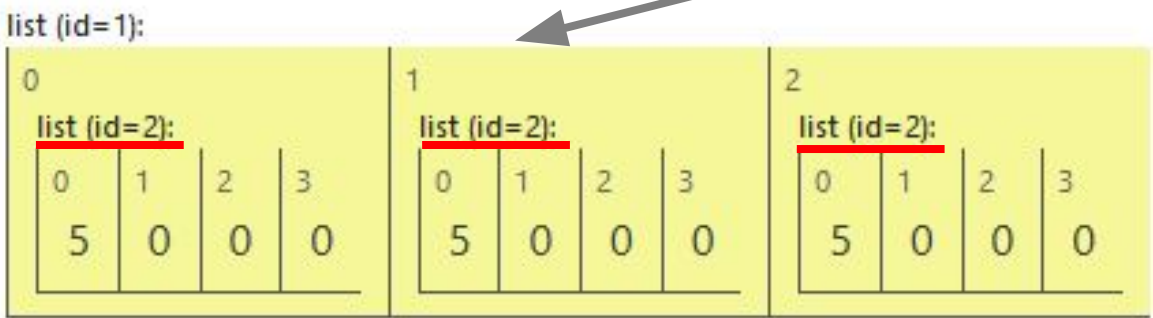 list (id=1):
0 1 2
list (id=2): list (id=2): list (id=2):
0 1 2 3 0 1 2 3 0 1 2 3
5 0 0 0 5 0 0 0 5 0 0 0